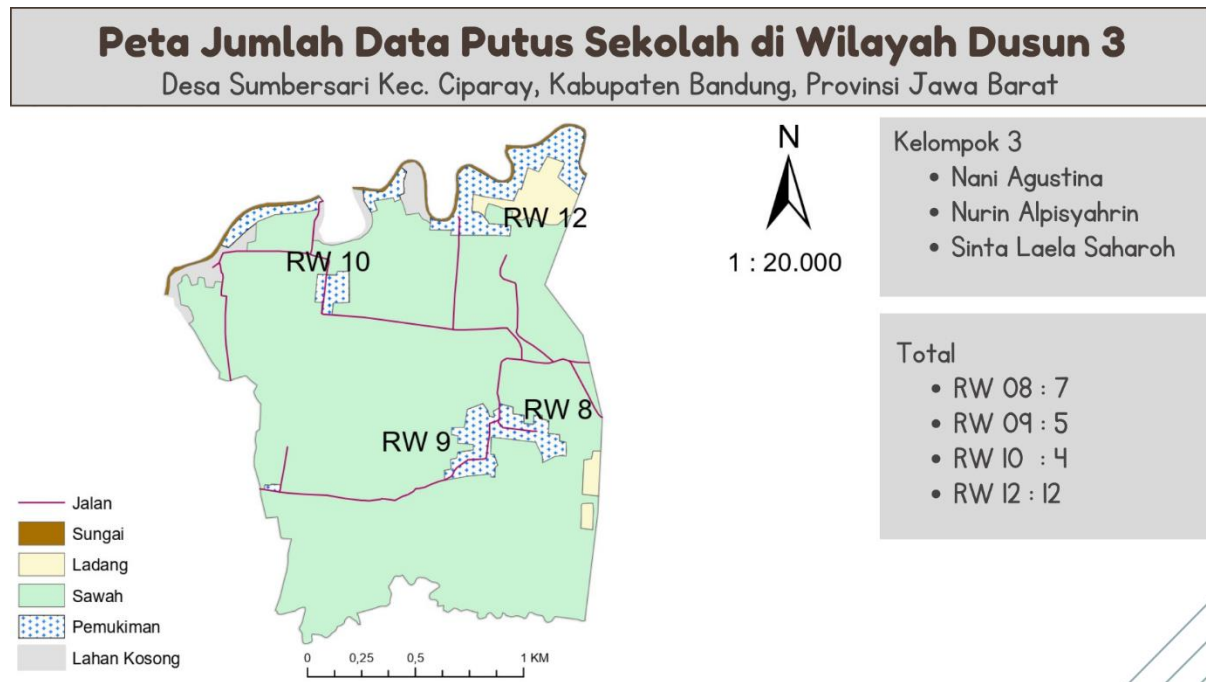 Peta Jumlah Data Putus Sekolah di Wilayah Dusun 3
Desa Sumbersari Kec. Ciparay, Kabupaten Bandung, Provinsi Jawa Barat
N
1 : 20.000
Kelompok 3
• Nani Agustina
• Nurin Alpisyahrin
• Sinta Laela Saharoh
RW 12
RW 10
RW 8
RW 9
Total
• RW 08 : 7
• RW 09 : 5
• RW 10 : 4
• RW 12 : 12
Jalan
Sungai
Ladang
Sawah
Pemukiman
Lahan Kosong
0 0,25 0,5 1 KM